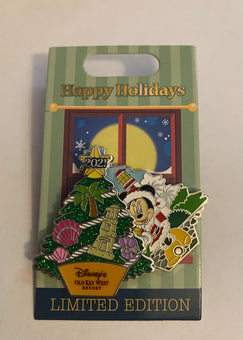 Happy Holidays
2021
Disney's
OLD KEY WEST
RESORT
LIMITED EDITION